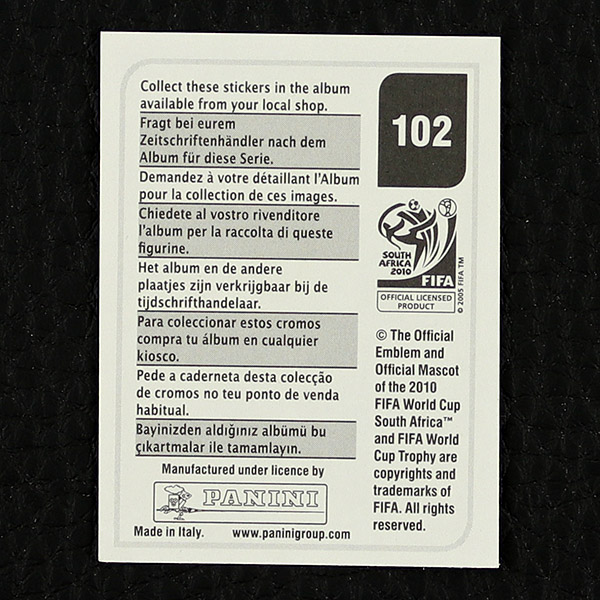 Collect these stickers in the album
available from your local shop.
Fragt bei eurem
Zeitschriftenhändler nach dem
Album für diese Serie.
Demandez à votre détaillant l'Album
pour la collection de ces images.
Chiedete al vostro rivenditore
l'album per la raccolta di queste
figurine.
Het album en de andere
plaatjes zijn verkrijgbaar bij de
tijdschrifthandelaar.
Para coleccionar estos cromos
compra tu álbum en cualquier
kiosco.
Pede a caderneta desta colecção
de cromos no teu ponto de venda
habitual.
Bayinizden aldığınız albümü bu
çıkartmalar ile tamamlayın.
Manufactured under licence by
PANINI
Made in Italy. www.paninigroup.com
102
SOUTH
AFRICA
2010
FIFA
OFFICIAL LICENSED
PRODUCT
© 2005 FIFA TM
© The Official
Emblem and
Official Mascot
of the 2010
FIFA World Cup
South Africa™
and FIFA World
Cup Trophy are
copyrights and
trademarks of
FIFA. All rights
reserved.